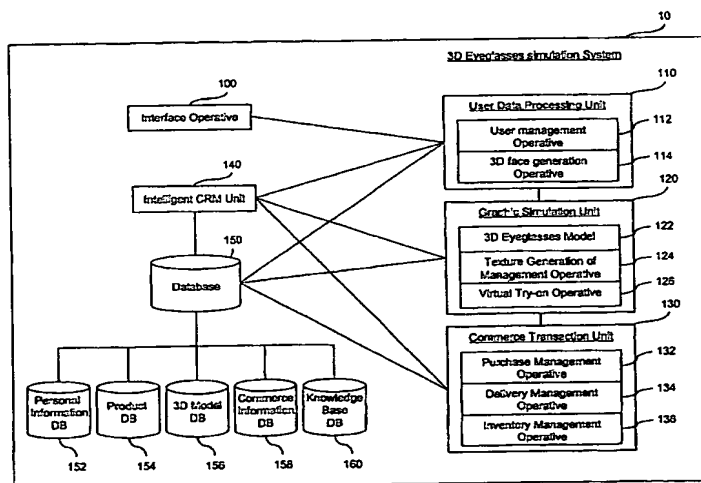 10
3D Eyeglasses simulation System
100
Interface Operative
110
User Data Processing Unit
User management
Operative
112
3D face generation
Operative
114
140
Intelligent CRM Unit
120
Graphic Simulation Unit
3D Eyeglasses Model
122
Texture Generation of
Management Operative
124
Virtual Try-on Operative
126
150
Database
130
Commerce Transaction Unit
Purchase Management
Operative
132
Delivery Management
Operative
134
Inventory Management
Operative
136
Personal
Information
DB
Product
DB
3D Model
DB
Commerce
Information
DB
Knowledge
Base
DB
152
154
156
158
160